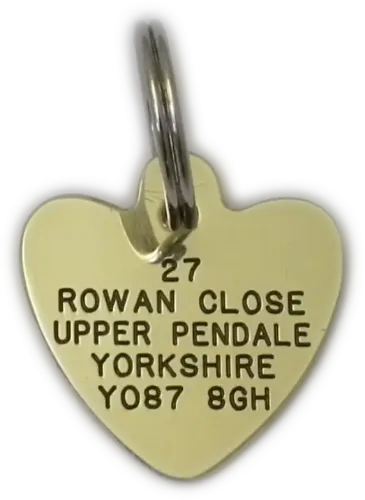 27
ROWAN CLOSE
UPPER PENDALE
YORKSHIRE
YO87 8GH